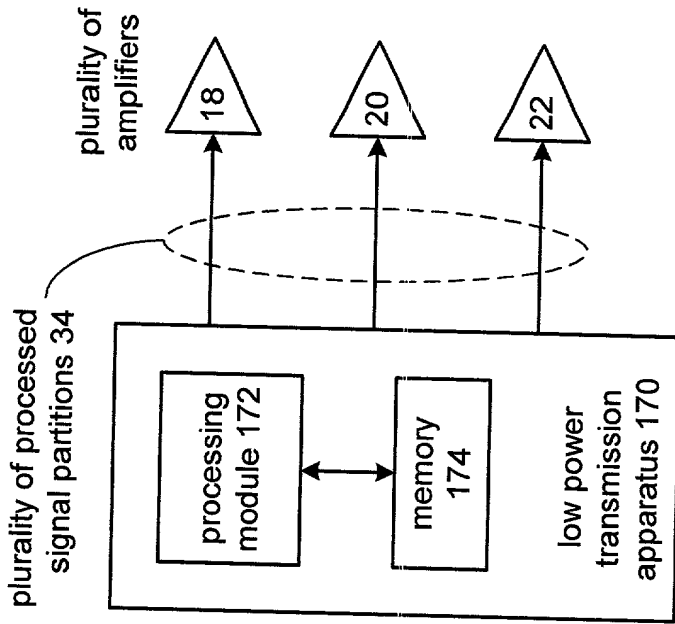 plurality of
amplifiers
plurality of processed
signal partitions 34
18
20
22
processing
module 172
memory
174
low power
transmission
apparatus 170